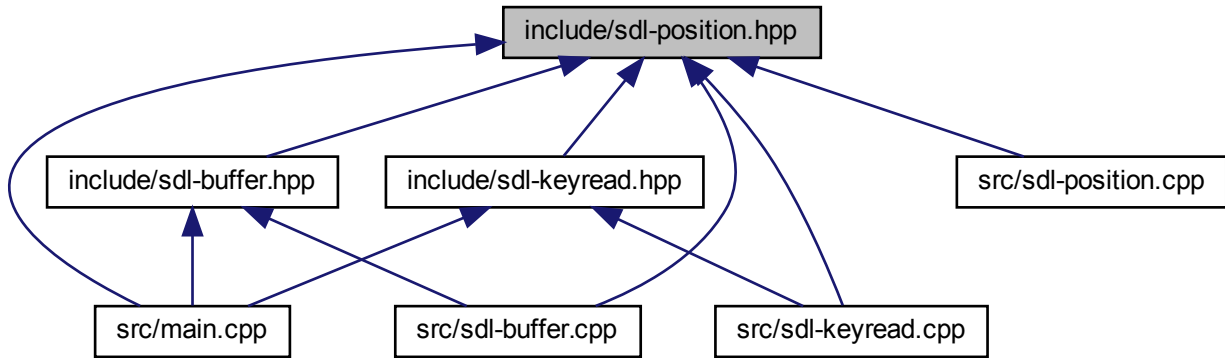 include/sdl-position.hpp
include/sdl-buffer.hpp
include/sdl-keyread.hpp
src/sdl-position.cpp
src/main.cpp
src/sdl-buffer.cpp
src/sdl-keyread.cpp